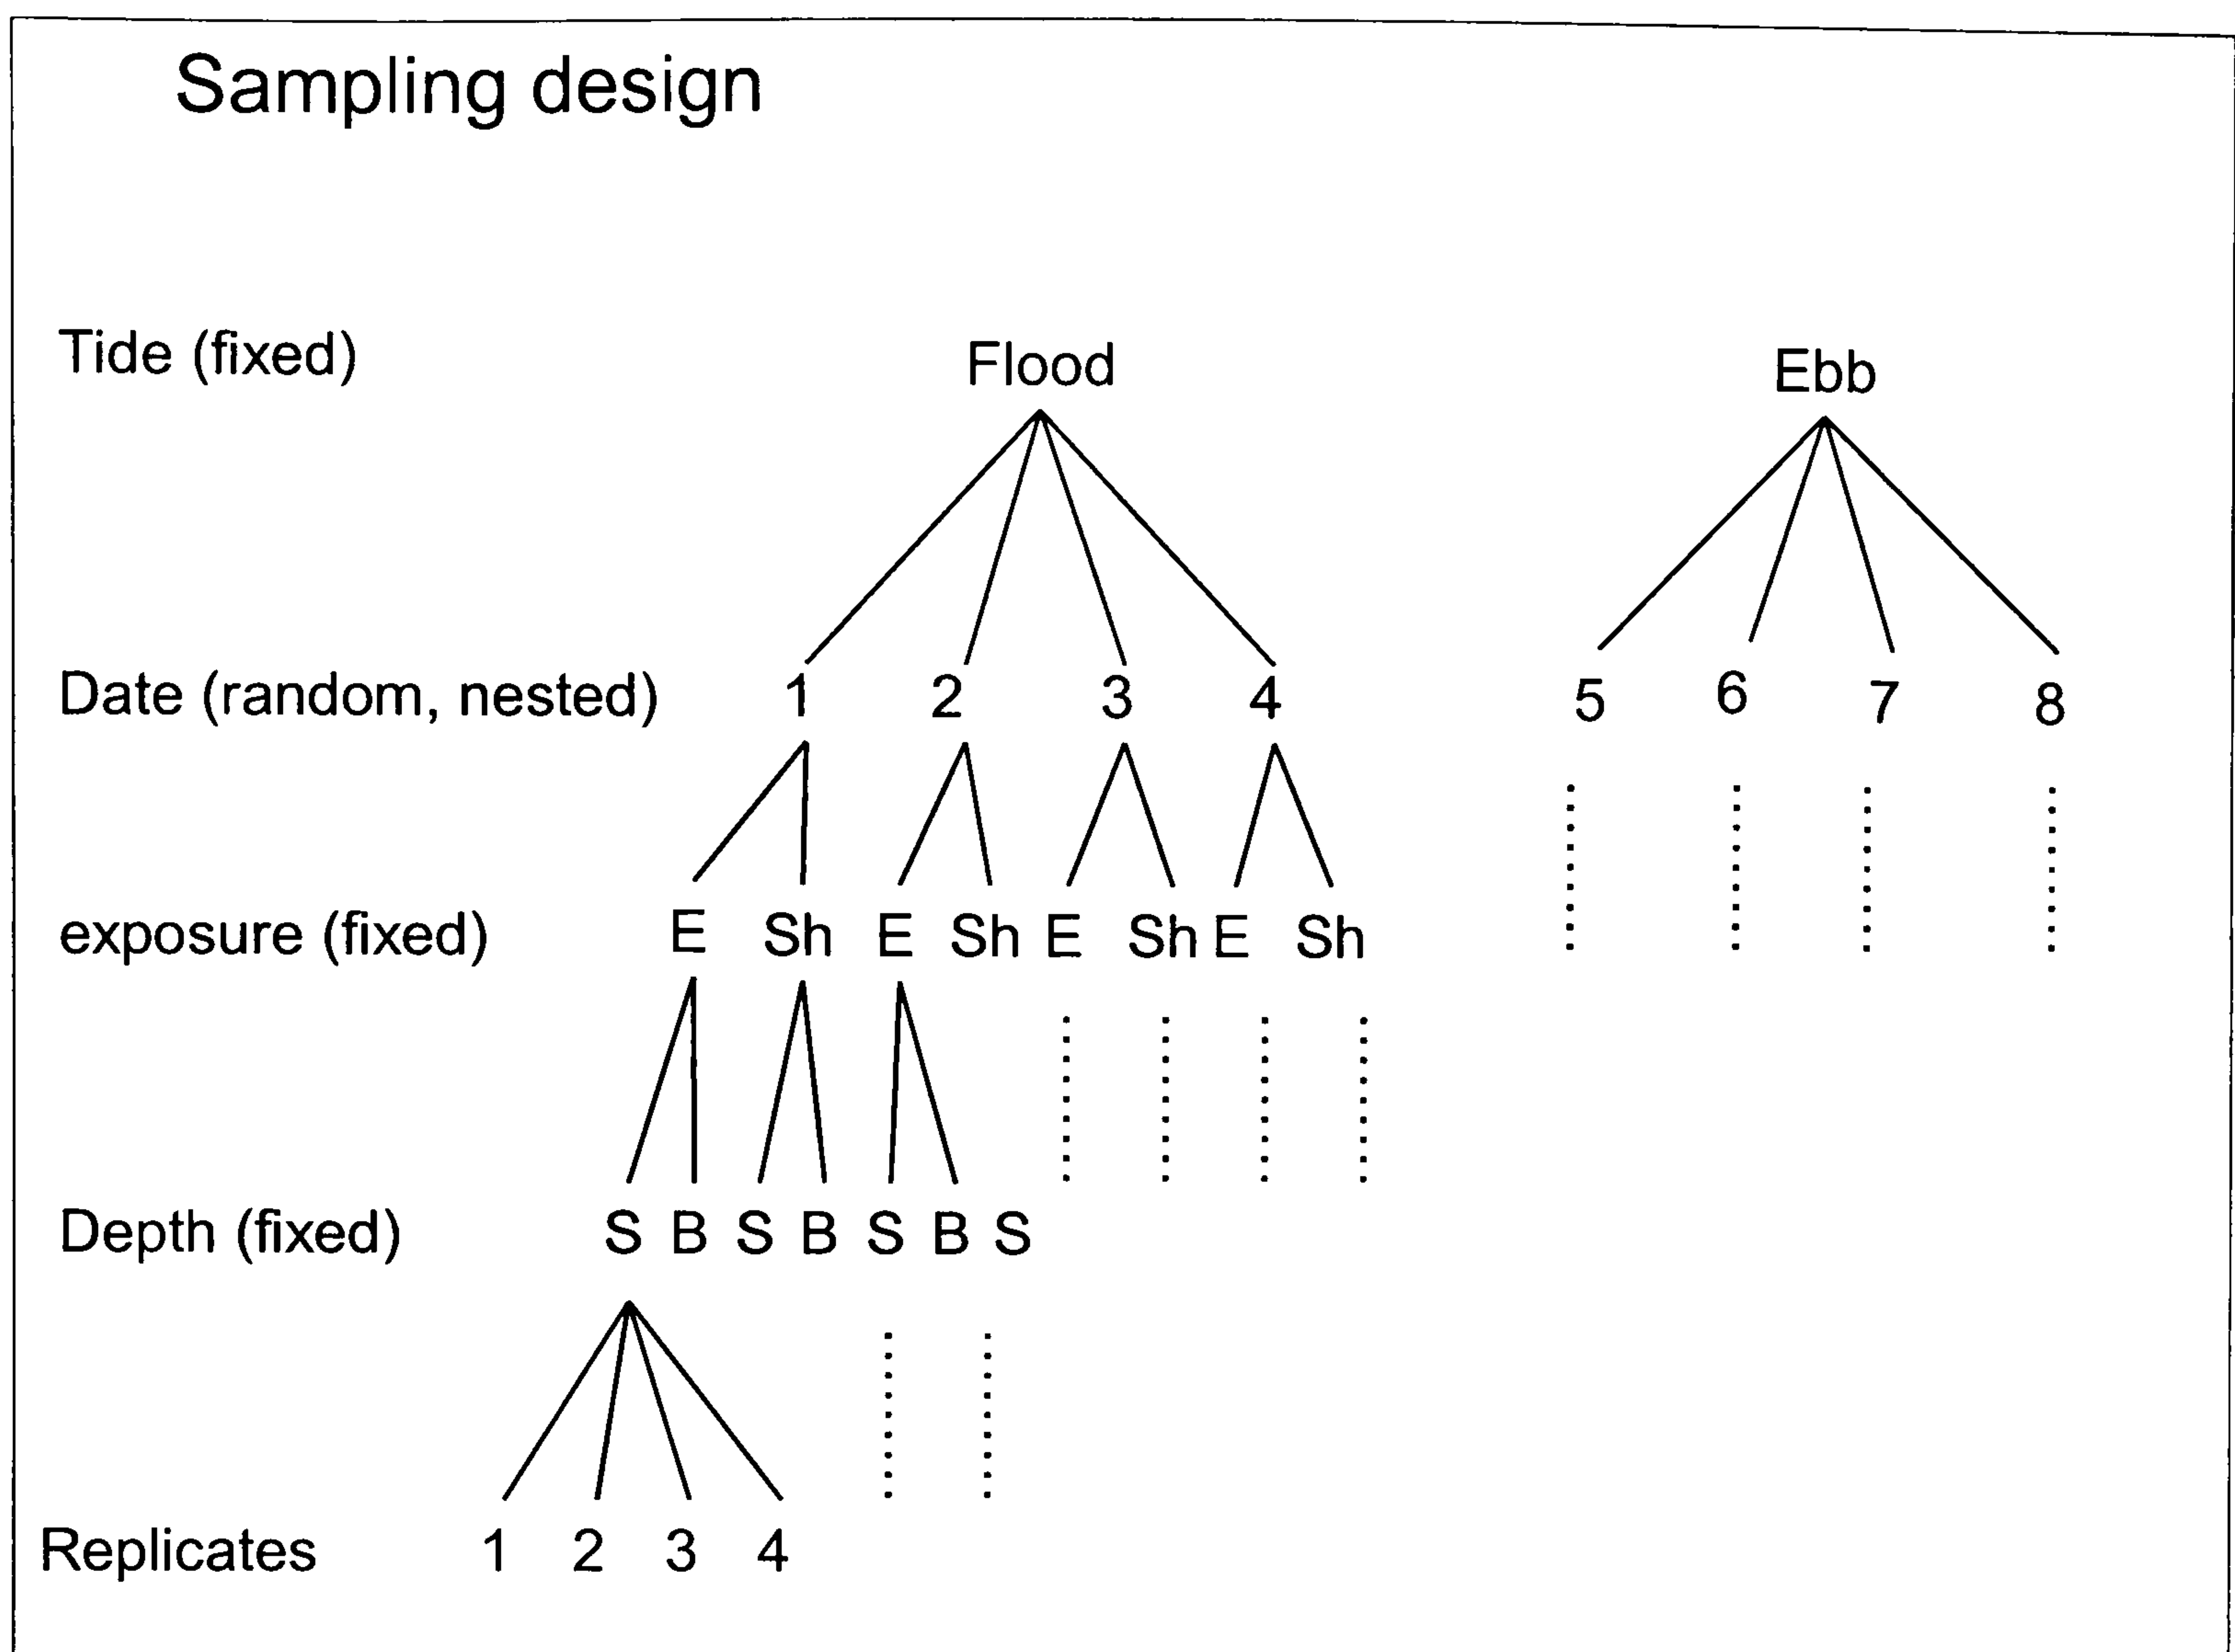 Sampling design
Tide (fixed) Flood Ebb
Date (random, nested) 1 2 3 4 5 6 7 8
exposure (fixed) E Sh E Sh E Sh E Sh
Depth (fixed) S B S B S B S
Replicates 1 2 3 4